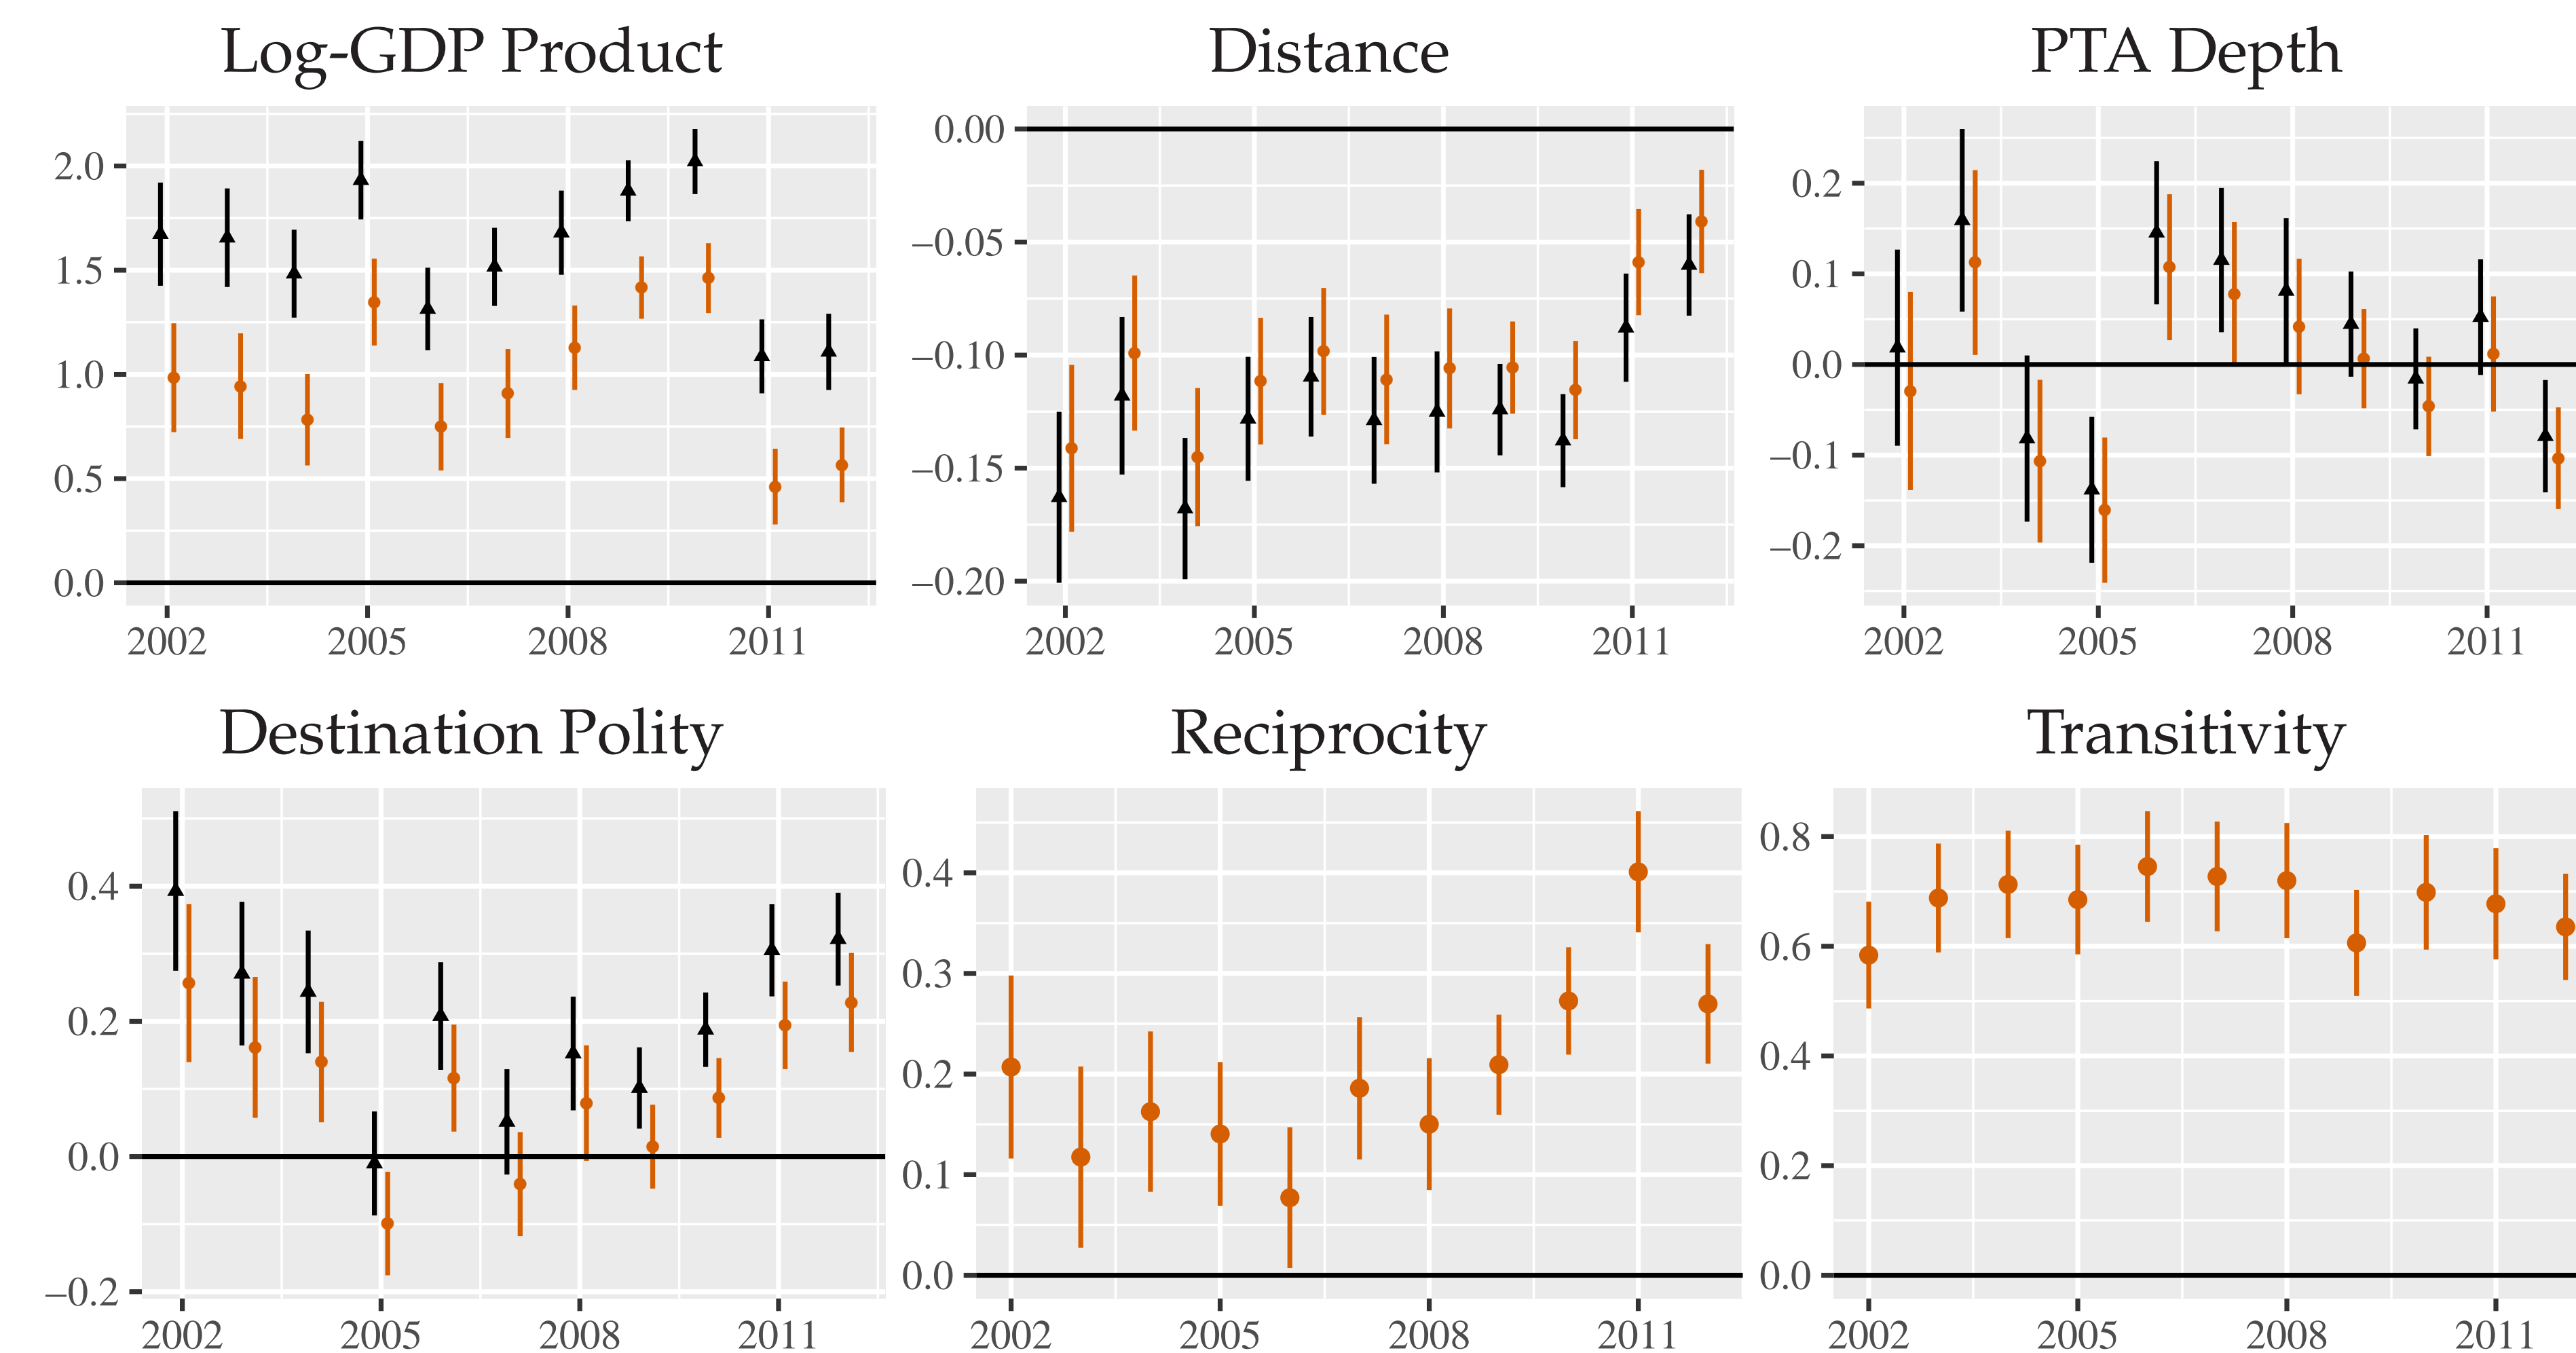 Log-GDP Product
2.0
1.5
1.0
0.5
0.0
2002 2005 2008 2011
Distance
0.00
−0.05
−0.10
−0.15
−0.20
2002 2005 2008 2011
PTA Depth
0.2
0.1
0.0
−0.1
−0.2
2002 2005 2008 2011
Destination Polity
0.4
0.2
0.0
−0.2
2002 2005 2008 2011
Reciprocity
0.4
0.3
0.2
0.1
0.0
2002 2005 2008 2011
Transitivity
0.8
0.6
0.4
0.2
0.0
2002 2005 2008 2011